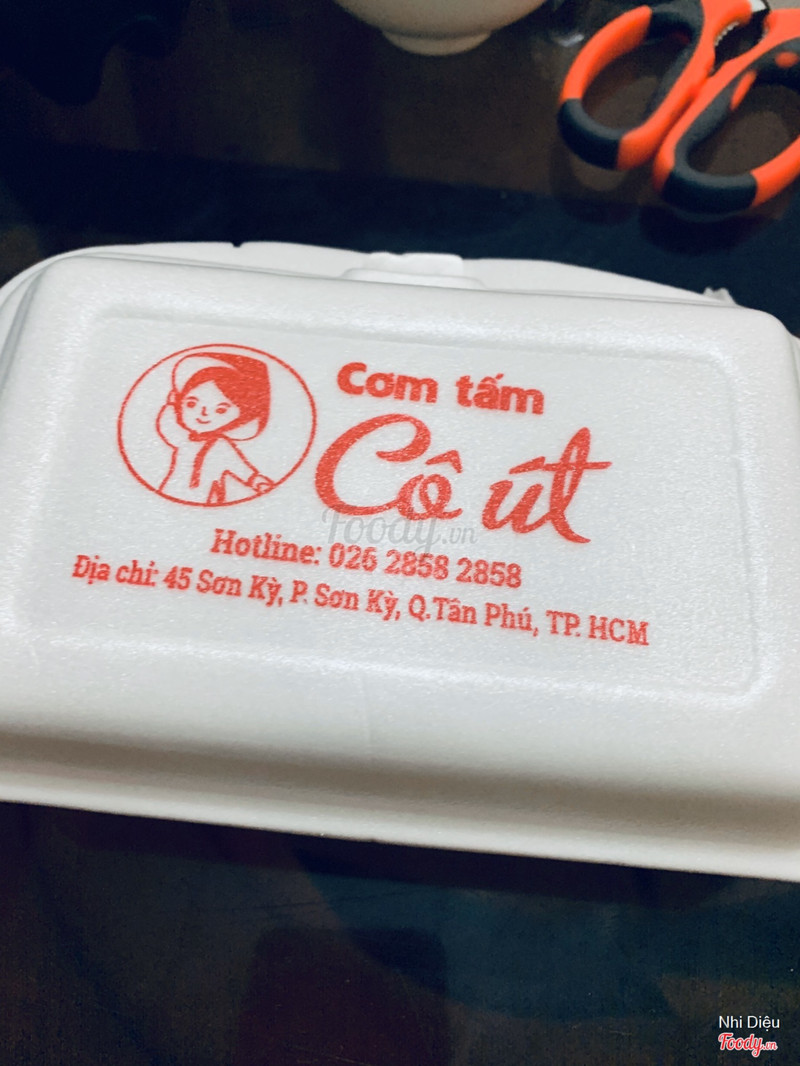 Cơm tấm
Cô út
Foody.vn
Hotline: 026 2858 2858
Địa chỉ: 45 Sơn Kỳ, P. Sơn Kỳ, Q.Tân Phú, TP. HCM
Nhi Diệu
Foody.vn